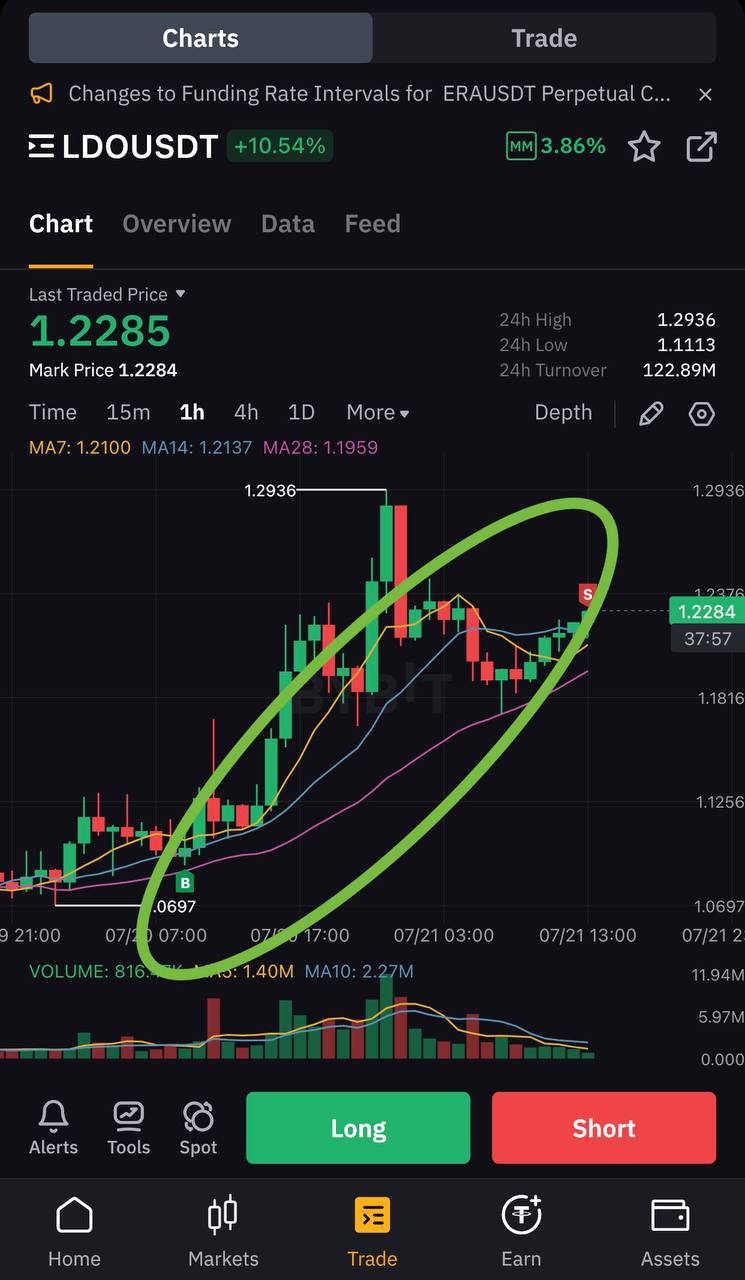 Charts Trade
Changes to Funding Rate Intervals for ERAUSDT Perpetual C...
LDOUSDT +10.54% MM 3.86%
Chart Overview Data Feed
Last Traded Price
1.2285
Mark Price 1.2284
24h High 1.2936
24h Low 1.1113
24h Turnover 122.89M
Time 15m 1h 4h 1D More Depth
MA7: 1.2100 MA14: 1.2137 MA28: 1.1959
1.2936 1.2936
1.2376
S
1.2284
37:57
BYBIT
1.1816
1.1256
B
.0697 1.0697
9 21:00 07/20 07:00 07/20 17:00 07/21 03:00 07/21 13:00 07/21 2
VOLUME: 816. K MA5: 1.40M MA10: 2.27M
11.94M
5.97M
0.000
Alerts Tools Spot Long Short
Home Markets Trade Earn Assets